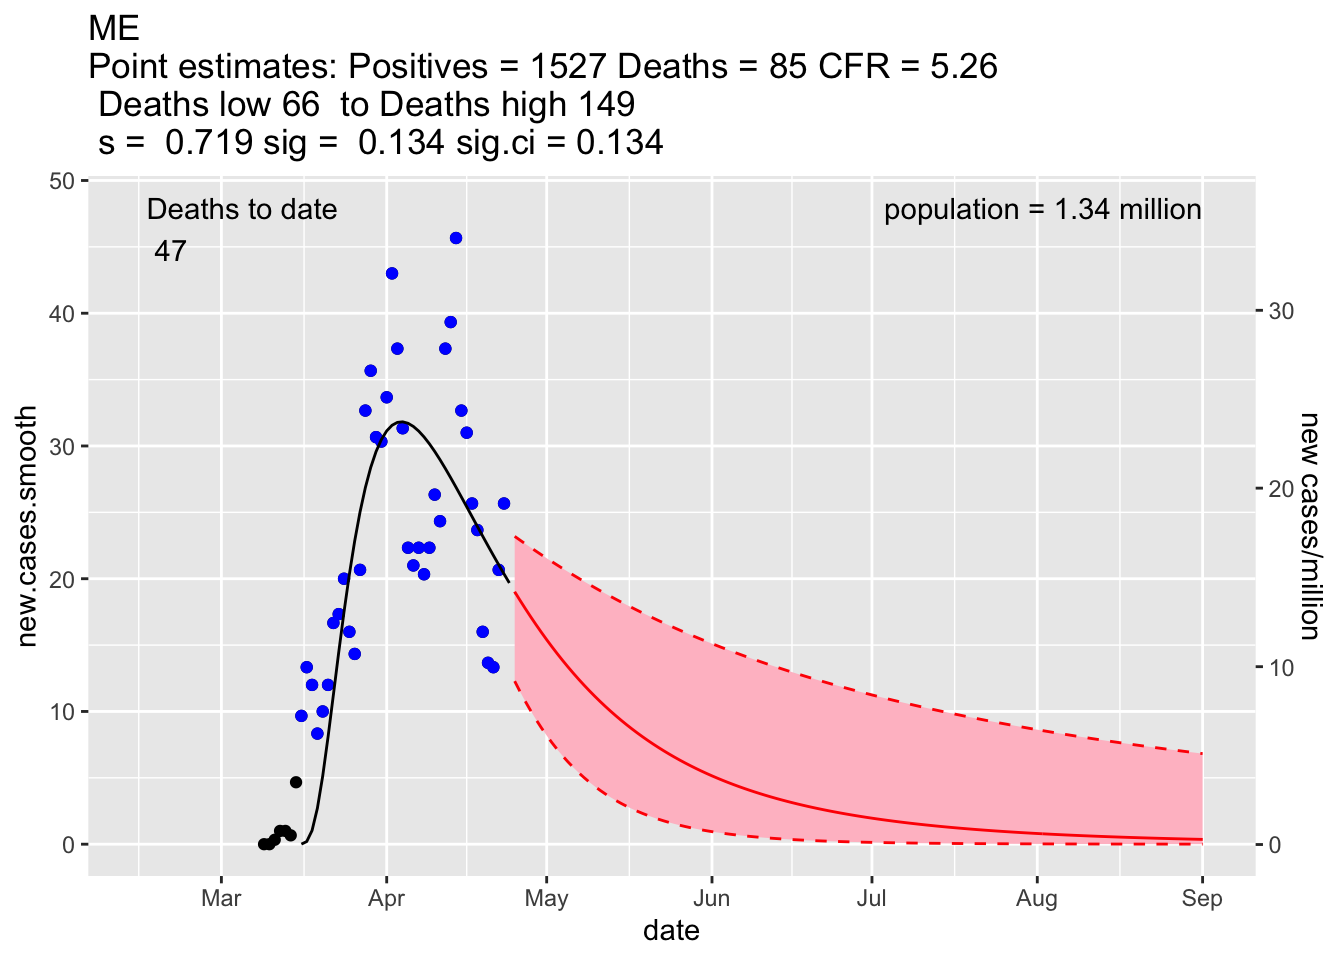 ME
Point estimates: Positives = 1527 Deaths = 85 CFR = 5.26
Deaths low 66  to Deaths high 149
s =  0.719 sig =  0.134 sig.ci = 0.134
50
40
30
20
10
0
new.cases.smooth
Deaths to date
47
population = 1.34 million
30
20
10
0
new cases/million
Mar
Apr
May
Jun
Jul
Aug
Sep
date